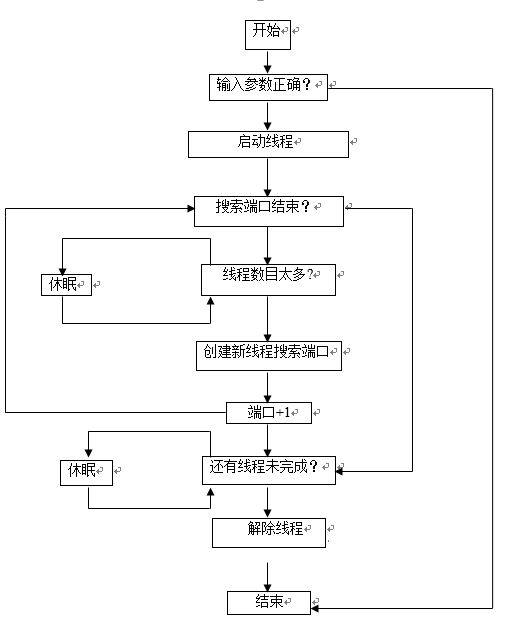 开始
输入参数正确？
启动线程
搜索端口结束？
线程数目太多?
休眠
创建新线程搜索端口
端口+1
还有线程未完成？
休眠
解除线程
结束